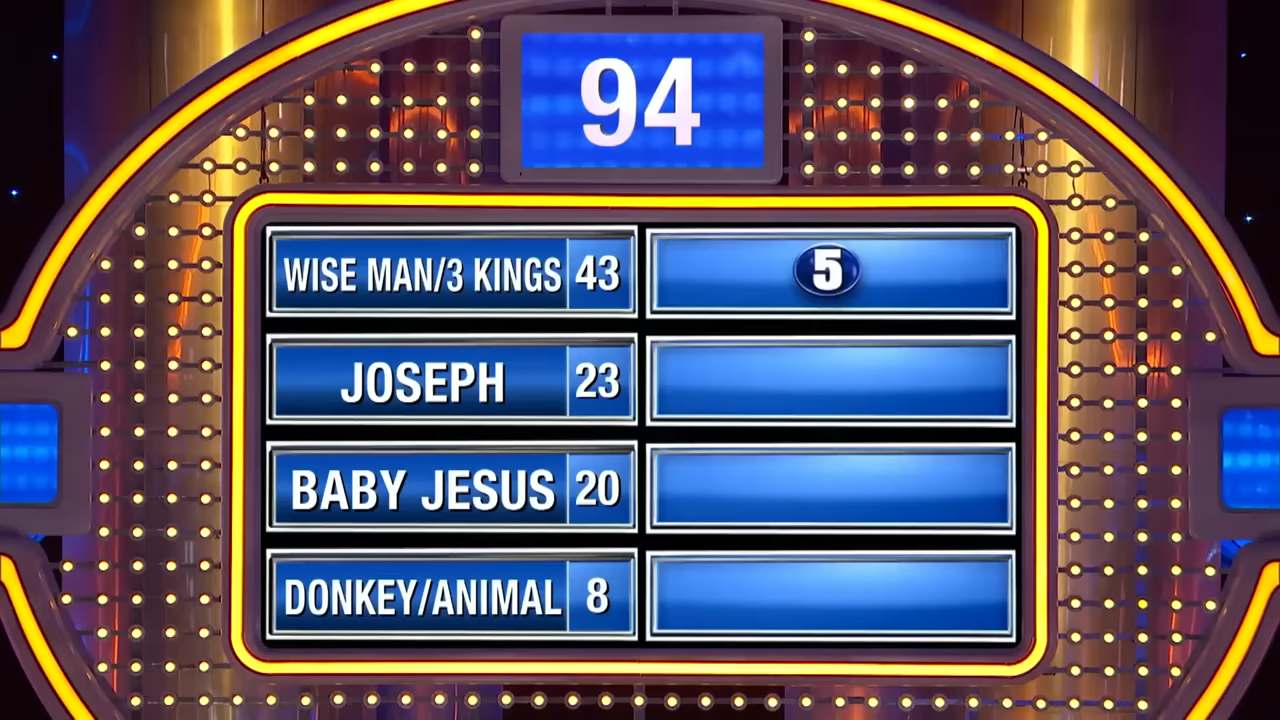 94
WISE MAN/3 KINGS 43
5
JOSEPH 23
BABY JESUS 20
DONKEY/ANIMAL 8